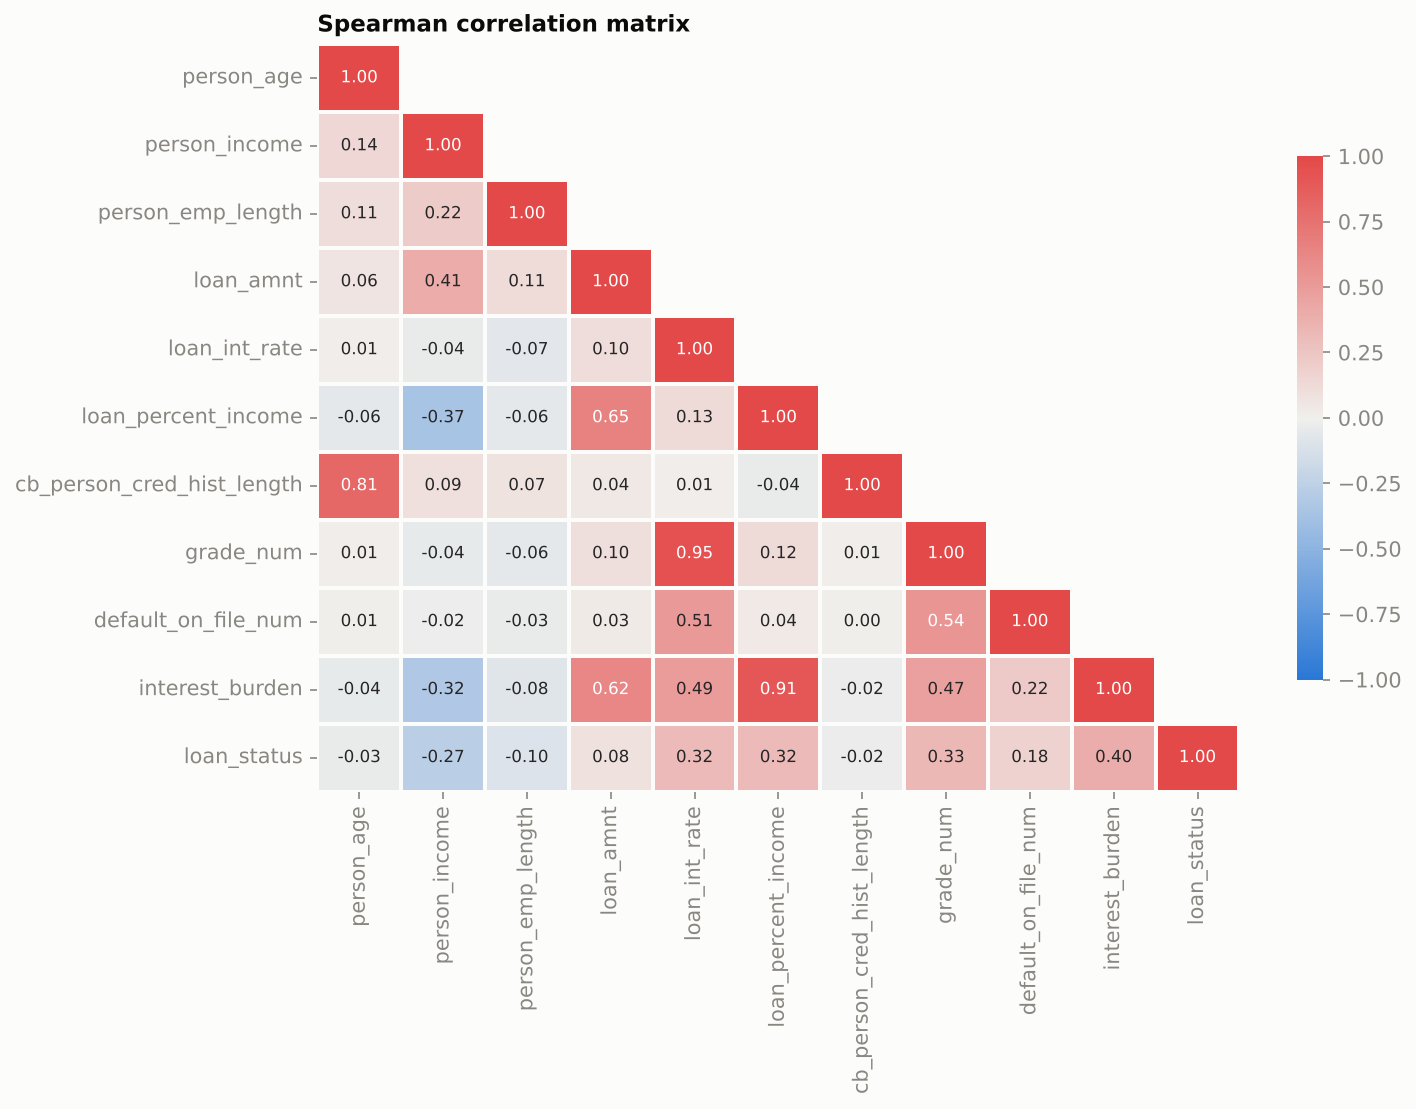 Spearman correlation matrix
person_age 1.00
person_income 0.14 1.00
person_emp_length 0.11 0.22 1.00
loan_amnt 0.06 0.41 0.11 1.00
loan_int_rate 0.01 -0.04 -0.07 0.10 1.00
loan_percent_income -0.06 -0.37 -0.06 0.65 0.13 1.00
cb_person_cred_hist_length 0.81 0.09 0.07 0.04 0.01 -0.04 1.00
grade_num 0.01 -0.04 -0.06 0.10 0.95 0.12 0.01 1.00
default_on_file_num 0.01 -0.02 -0.03 0.03 0.51 0.04 0.00 0.54 1.00
interest_burden -0.04 -0.32 -0.08 0.62 0.49 0.91 -0.02 0.47 0.22 1.00
loan_status -0.03 -0.27 -0.10 0.08 0.32 0.32 -0.02 0.33 0.18 0.40 1.00
person_age
person_income
person_emp_length
loan_amnt
loan_int_rate
loan_percent_income
cb_person_cred_hist_length
grade_num
default_on_file_num
interest_burden
loan_status
1.00
0.75
0.50
0.25
0.00
−0.25
−0.50
−0.75
−1.00